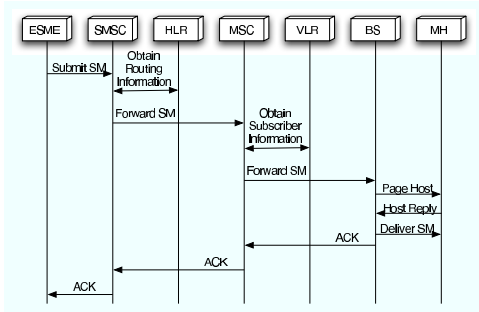 ESME SMSC HLR MSC VLR BS MH
Submit SM
Obtain
Routing
Information
Forward SM
Obtain
Subscriber
Information
Forward SM
Page Host
Host Reply
Deliver SM
ACK
ACK
ACK